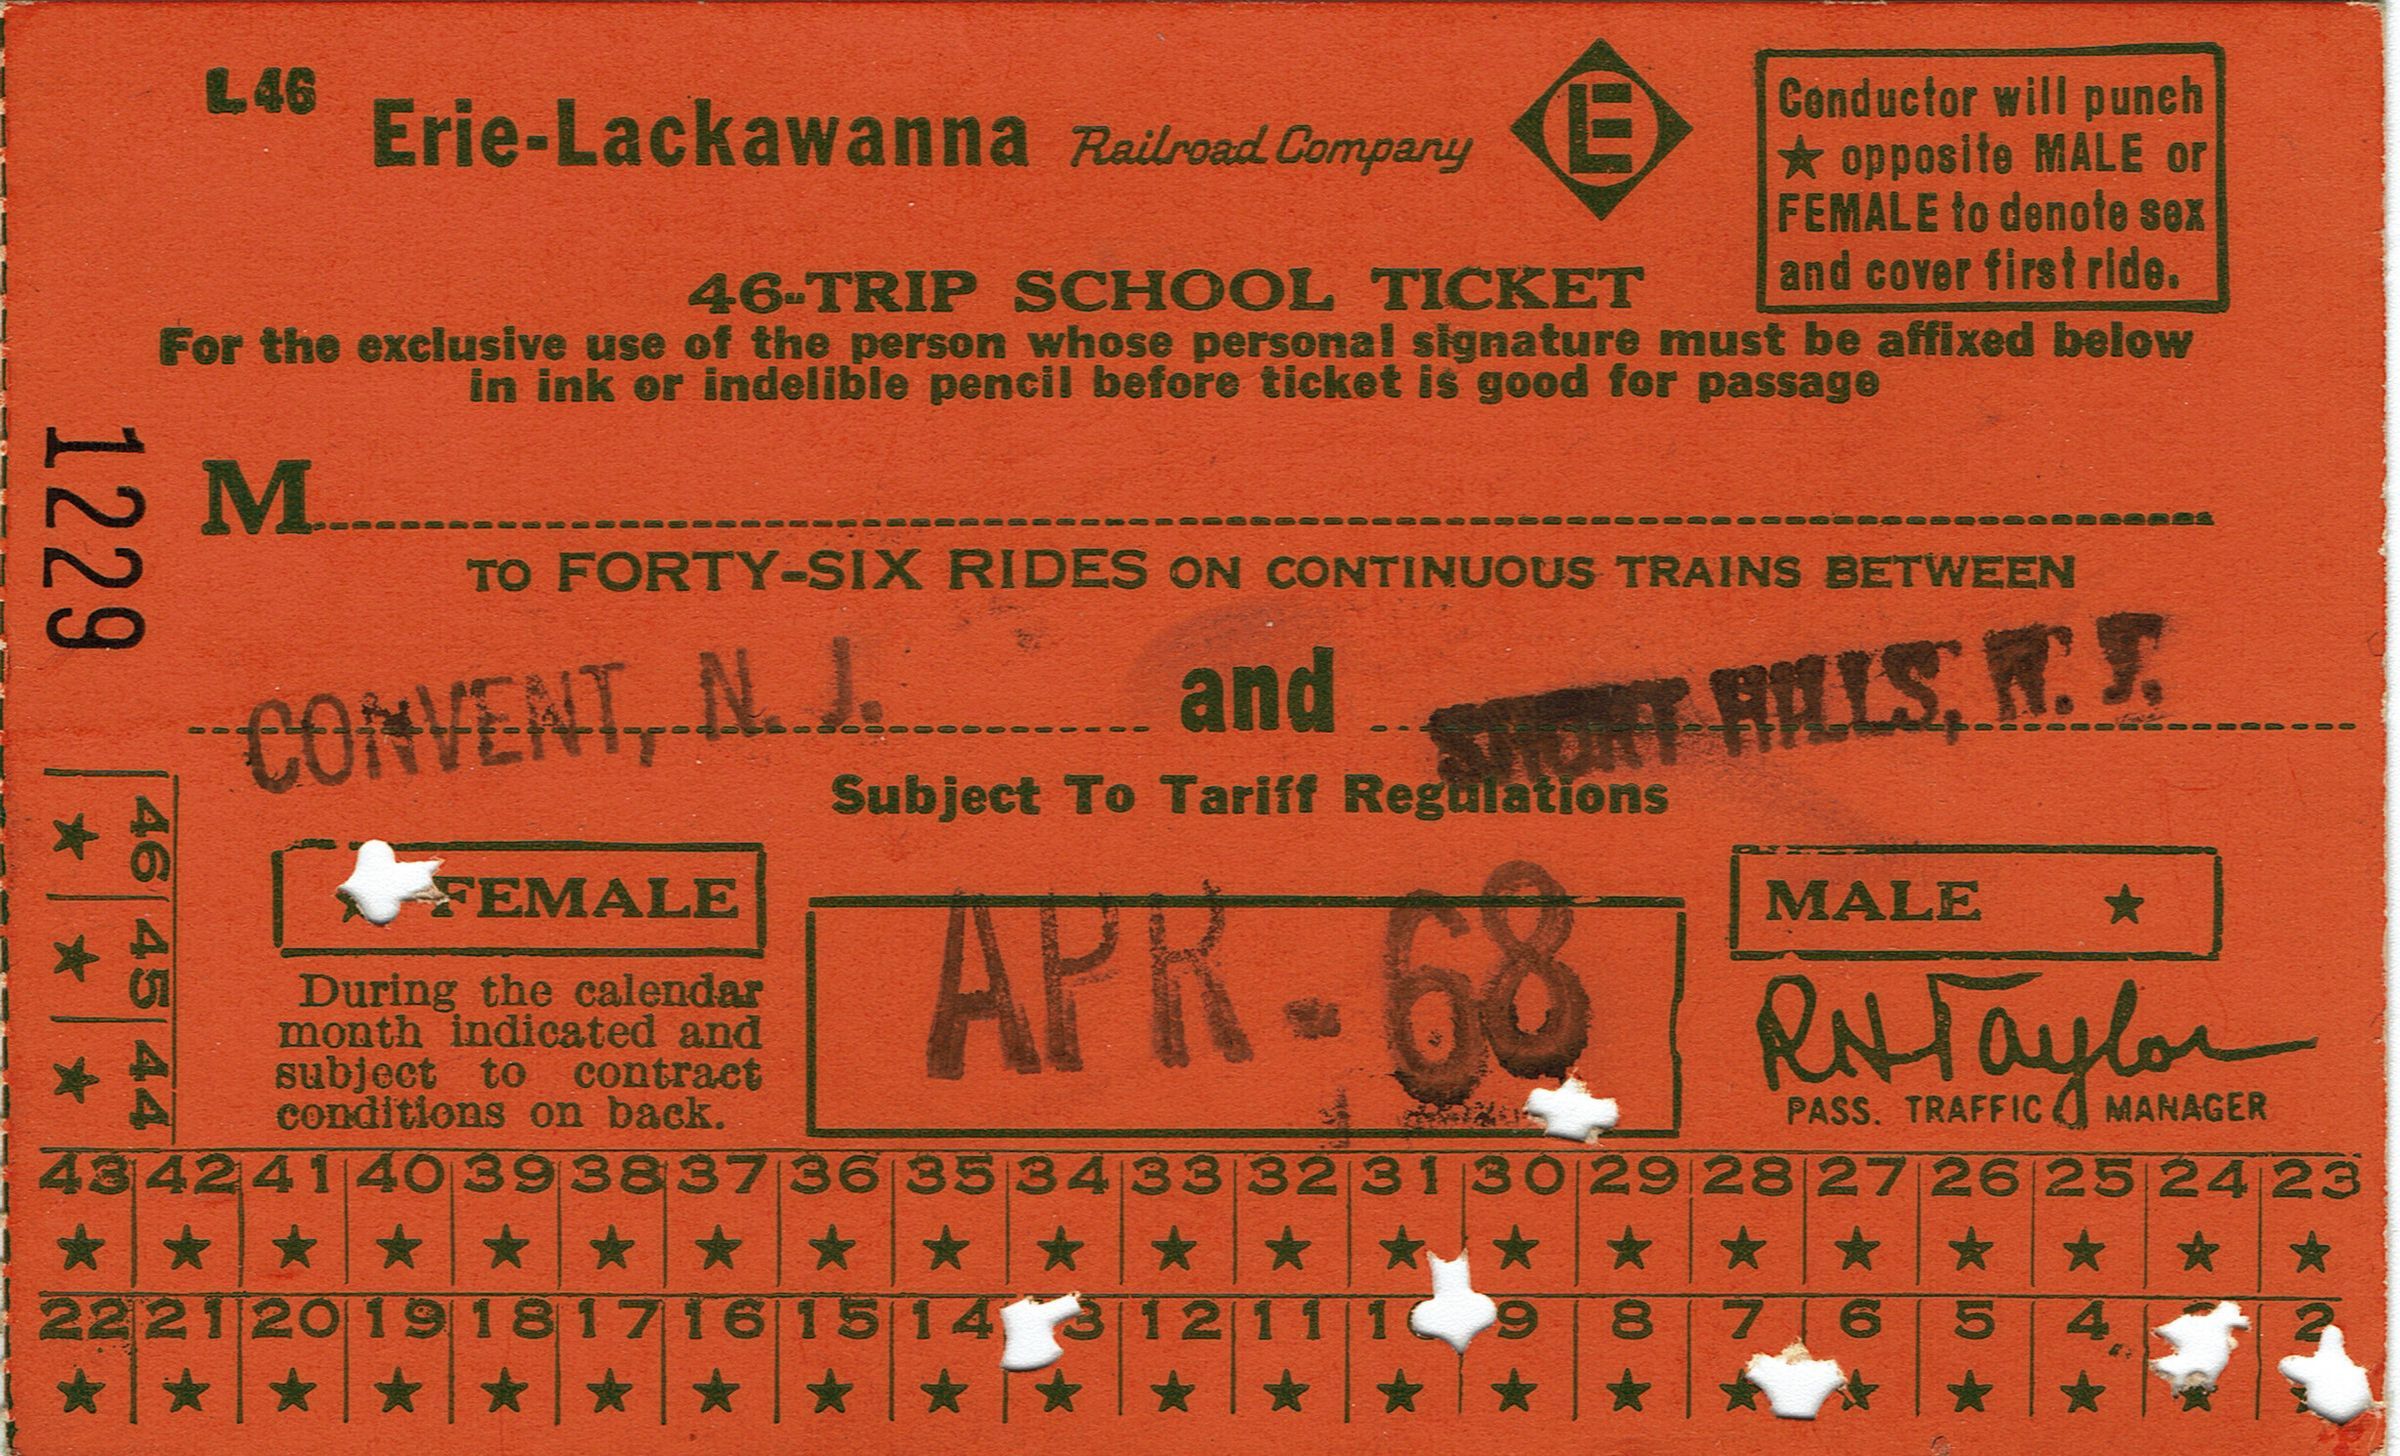 L46
Erie-Lackawanna Railroad Company
E
Conductor will punch
★ opposite MALE or
FEMALE to denote sex
and cover first ride.
46-TRIP SCHOOL TICKET
For the exclusive use of the person whose personal signature must be affixed below
in ink or indelible pencil before ticket is good for passage
1229
M
TO FORTY-SIX RIDES ON CONTINUOUS TRAINS BETWEEN
CONVENT, N. J. and SHORT HILLS, N. J.
Subject To Tariff Regulations
46 45 44
FEMALE
APR - 68
MALE ★
During the calendar
month indicated and
subject to contract
conditions on back.
RH Taylor
PASS. TRAFFIC MANAGER
43 42 41 40 39 38 37 36 35 34 33 32 31 30 29 28 27 26 25 24 23
22 21 20 19 18 17 16 15 14 12 11 9 8 7 6 5 4 2